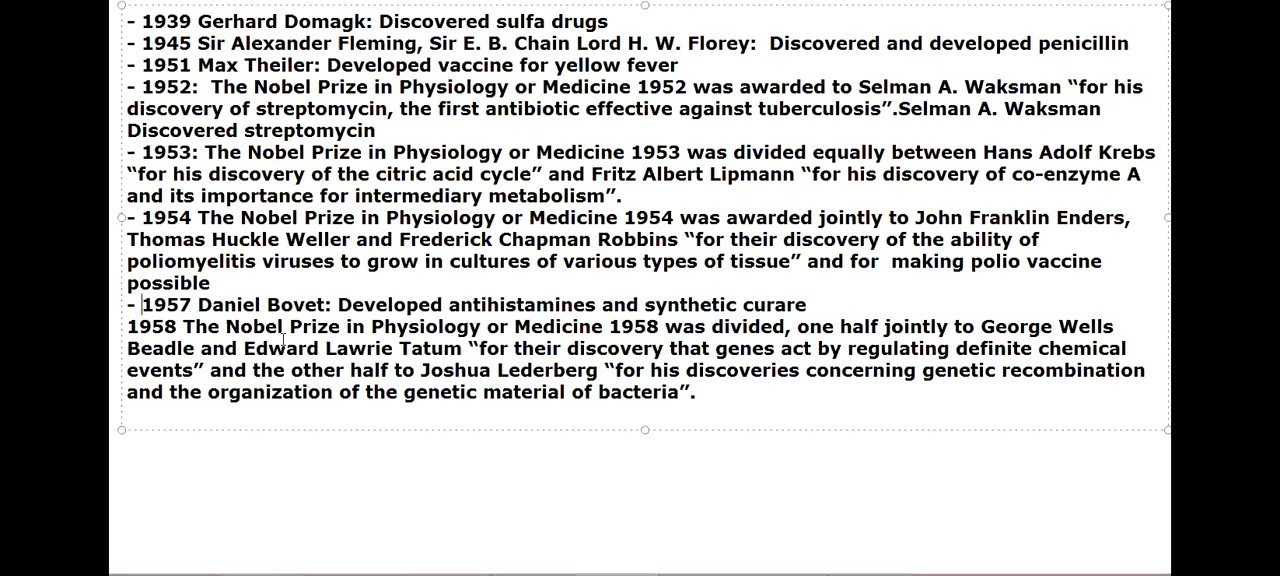 - 1939 Gerhard Domagk: Discovered sulfa drugs
- 1945 Sir Alexander Fleming, Sir E. B. Chain Lord H. W. Florey:  Discovered and developed penicillin
- 1951 Max Theiler: Developed vaccine for yellow fever
- 1952:  The Nobel Prize in Physiology or Medicine 1952 was awarded to Selman A. Waksman “for his
discovery of streptomycin, the first antibiotic effective against tuberculosis”.Selman A. Waksman
Discovered streptomycin
- 1953: The Nobel Prize in Physiology or Medicine 1953 was divided equally between Hans Adolf Krebs
“for his discovery of the citric acid cycle” and Fritz Albert Lipmann “for his discovery of co-enzyme A
and its importance for intermediary metabolism”.
- 1954 The Nobel Prize in Physiology or Medicine 1954 was awarded jointly to John Franklin Enders,
Thomas Huckle Weller and Frederick Chapman Robbins “for their discovery of the ability of
poliomyelitis viruses to grow in cultures of various types of tissue” and for  making polio vaccine
possible
- 1957 Daniel Bovet: Developed antihistamines and synthetic curare
1958 The Nobel Prize in Physiology or Medicine 1958 was divided, one half jointly to George Wells
Beadle and Edward Lawrie Tatum “for their discovery that genes act by regulating definite chemical
events” and the other half to Joshua Lederberg “for his discoveries concerning genetic recombination
and the organization of the genetic material of bacteria”.